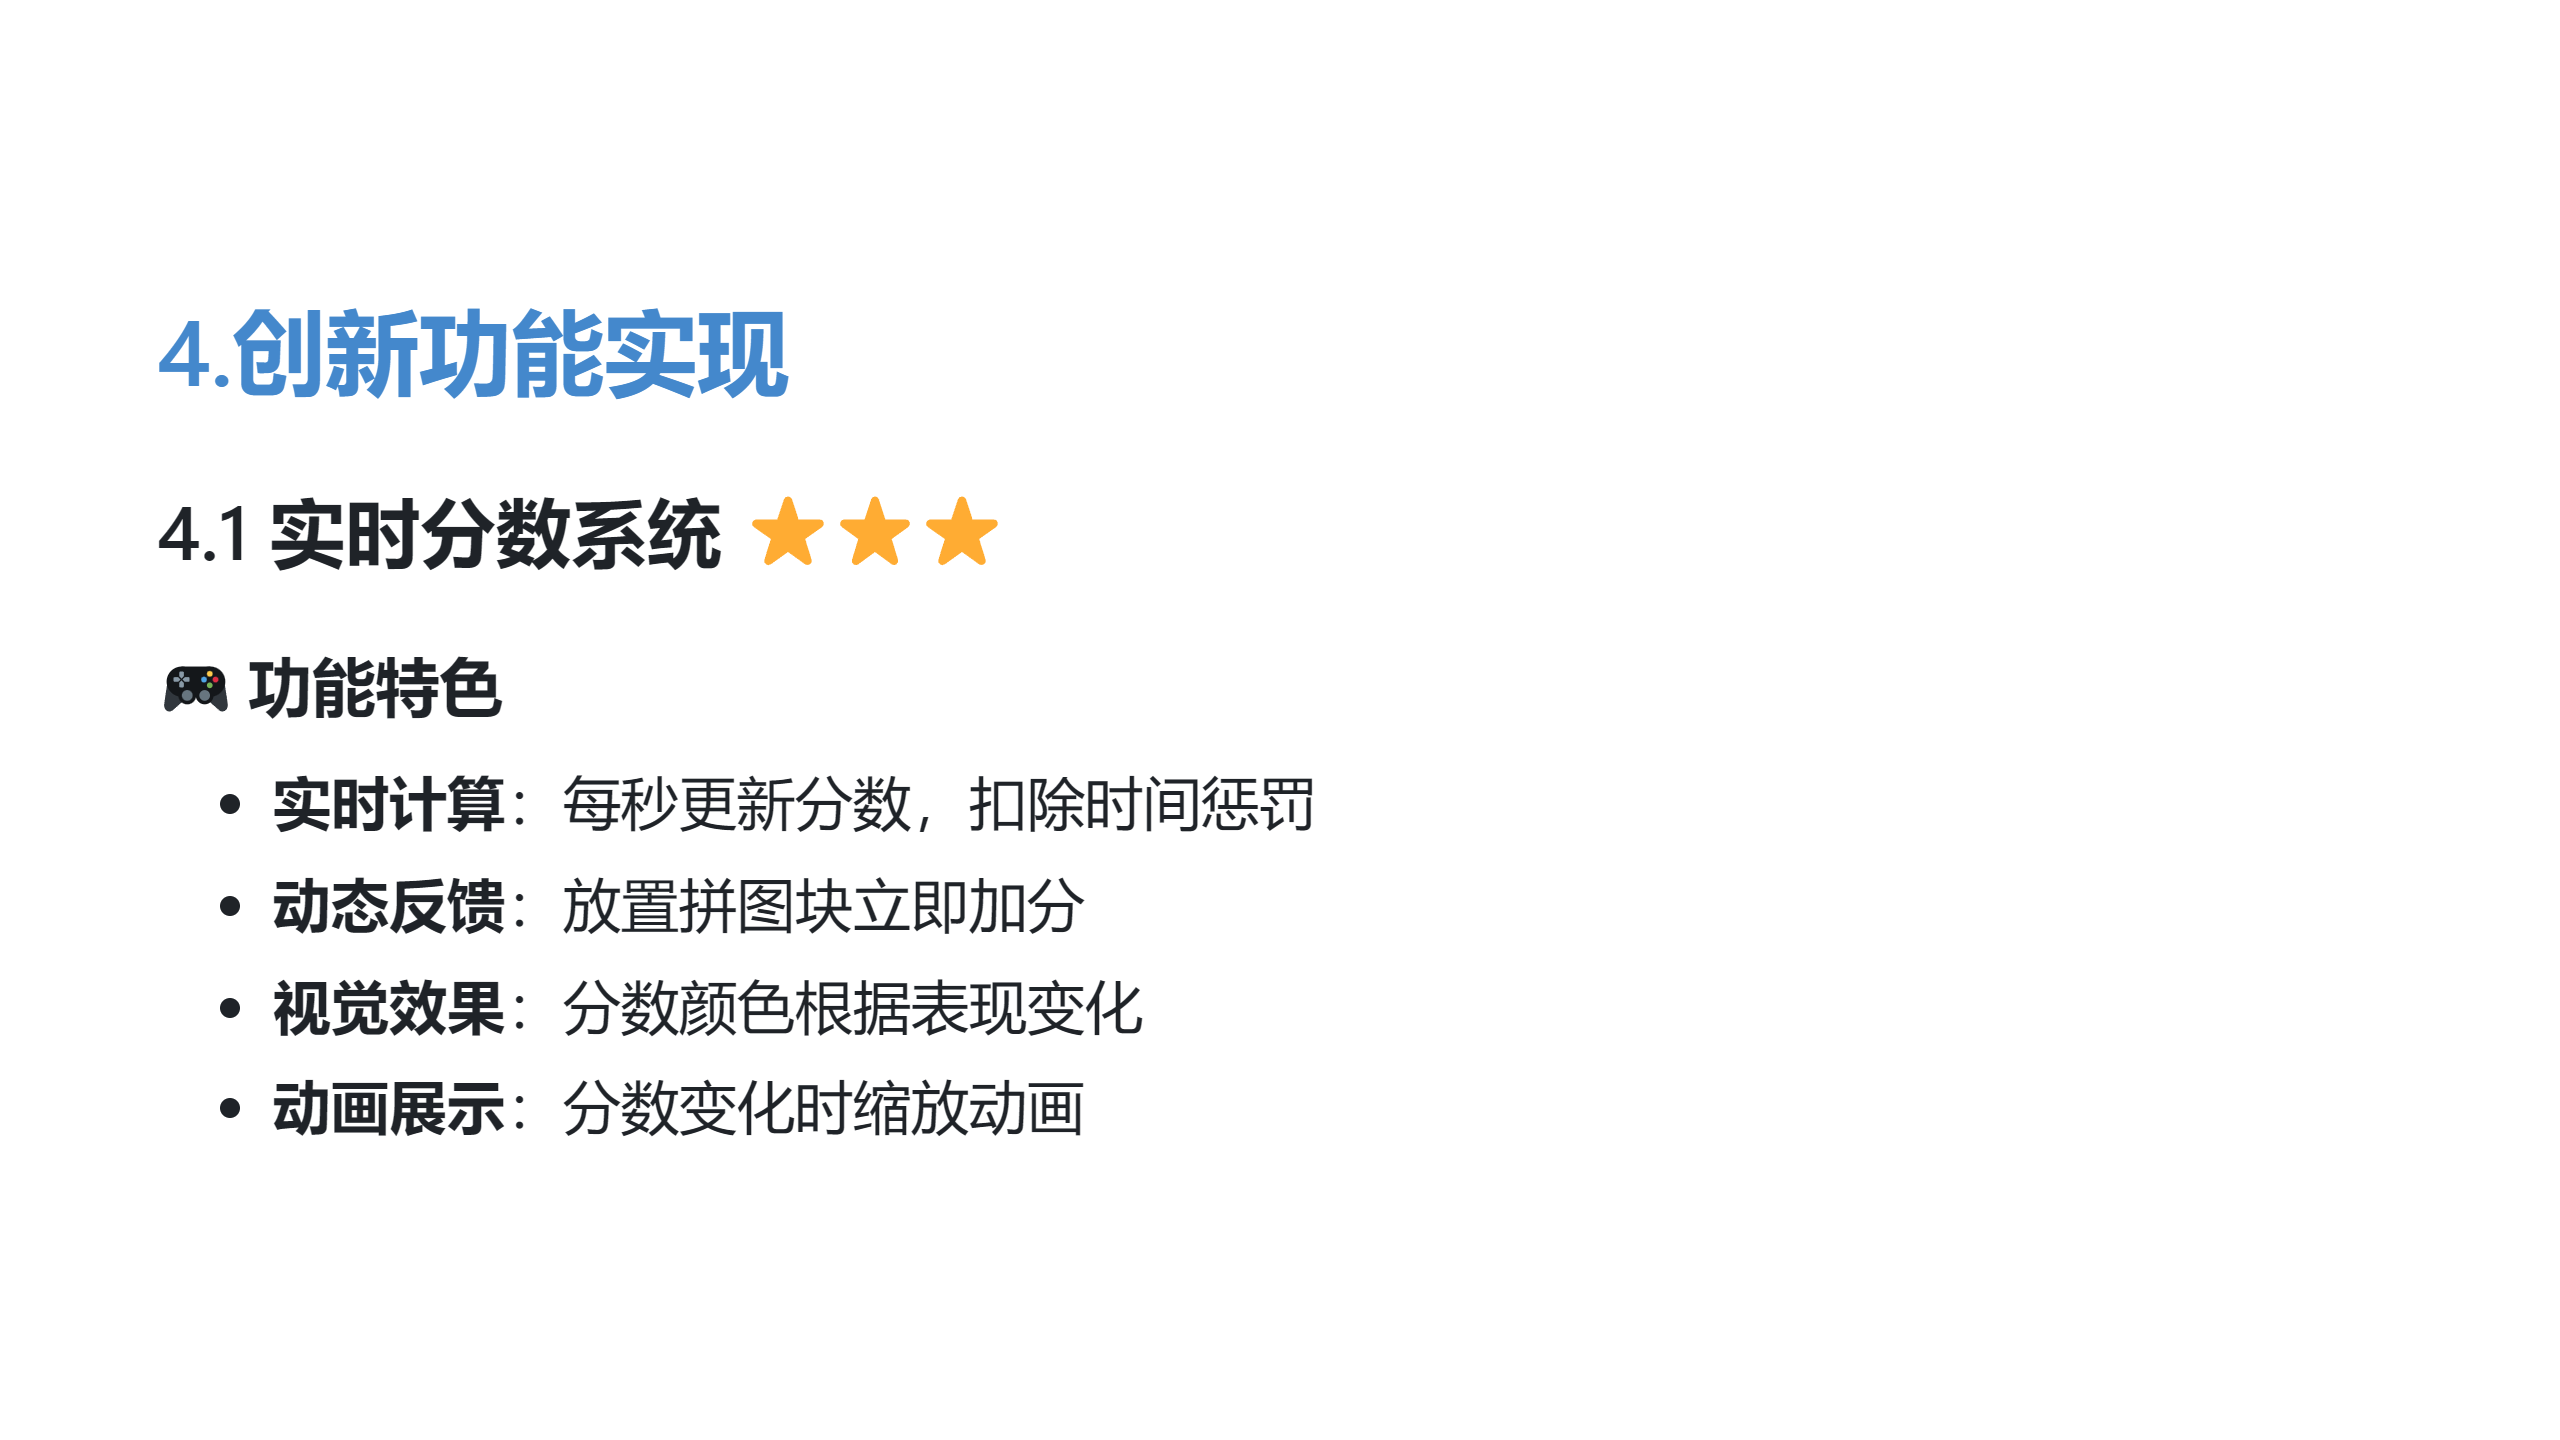 4.创新功能实现
4.1 实时分数系统 ⭐⭐⭐
🎮 功能特色
• 实时计算：每秒更新分数，扣除时间惩罚
• 动态反馈：放置拼图块立即加分
• 视觉效果：分数颜色根据表现变化
• 动画展示：分数变化时缩放动画